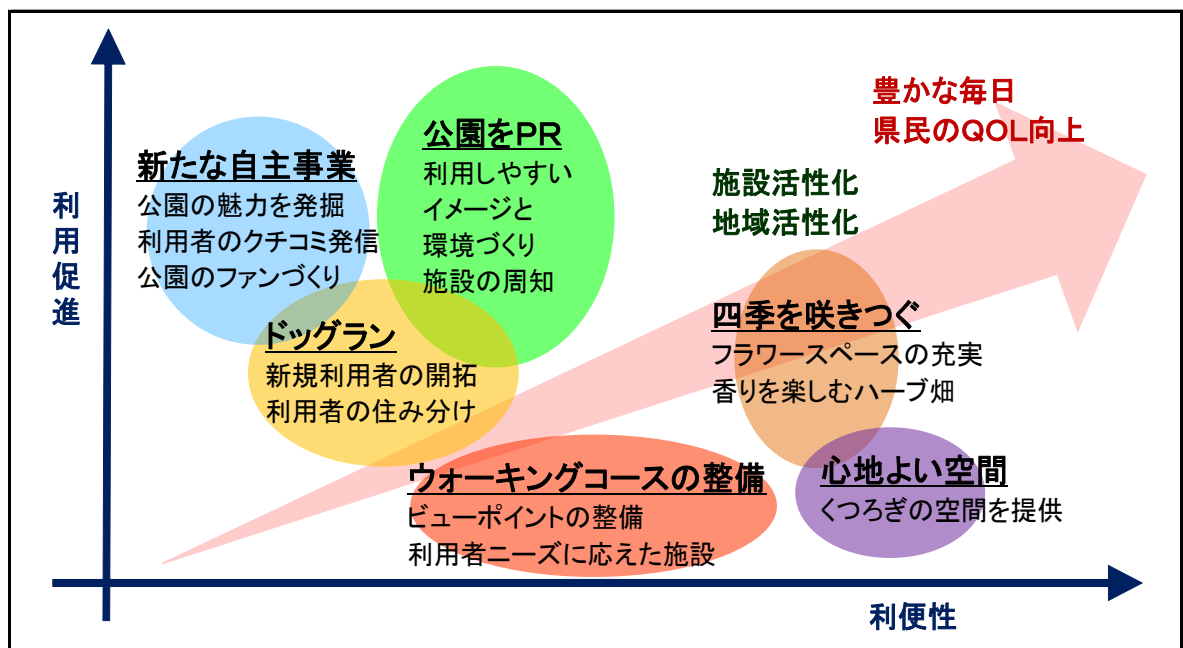 利用促進
新たな自主事業
公園の魅力を発掘
利用者のクチコミ発信
公園のファンづくり
公園をPR
利用しやすい
イメージと
環境づくり
施設の周知
豊かな毎日
県民のQOL向上
施設活性化
地域活性化
ドッグラン
新規利用者の開拓
利用者の住み分け
四季を咲きつぐ
フラワースペースの充実
香りを楽しむハーブ畑
ウォーキングコースの整備
ビューポイントの整備
利用者ニーズに応えた施設
心地よい空間
くつろぎの空間を提供
利便性